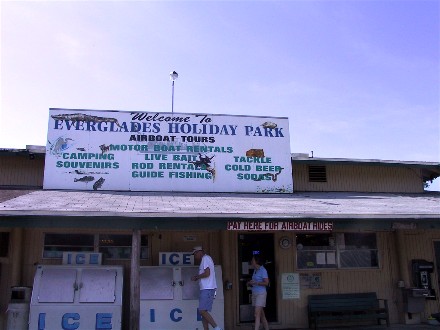 Welcome To
EVERGLADES HOLIDAY PARK
AIRBOAT TOURS
MOTOR BOAT RENTALS
CAMPING LIVE BAIT TACKLE
SOUVENIRS ROD RENTAL COLD BEER
GUIDE FISHING SODAS
PAY HERE FOR AIRBOAT RIDES
ICE ICE
ICE ICE